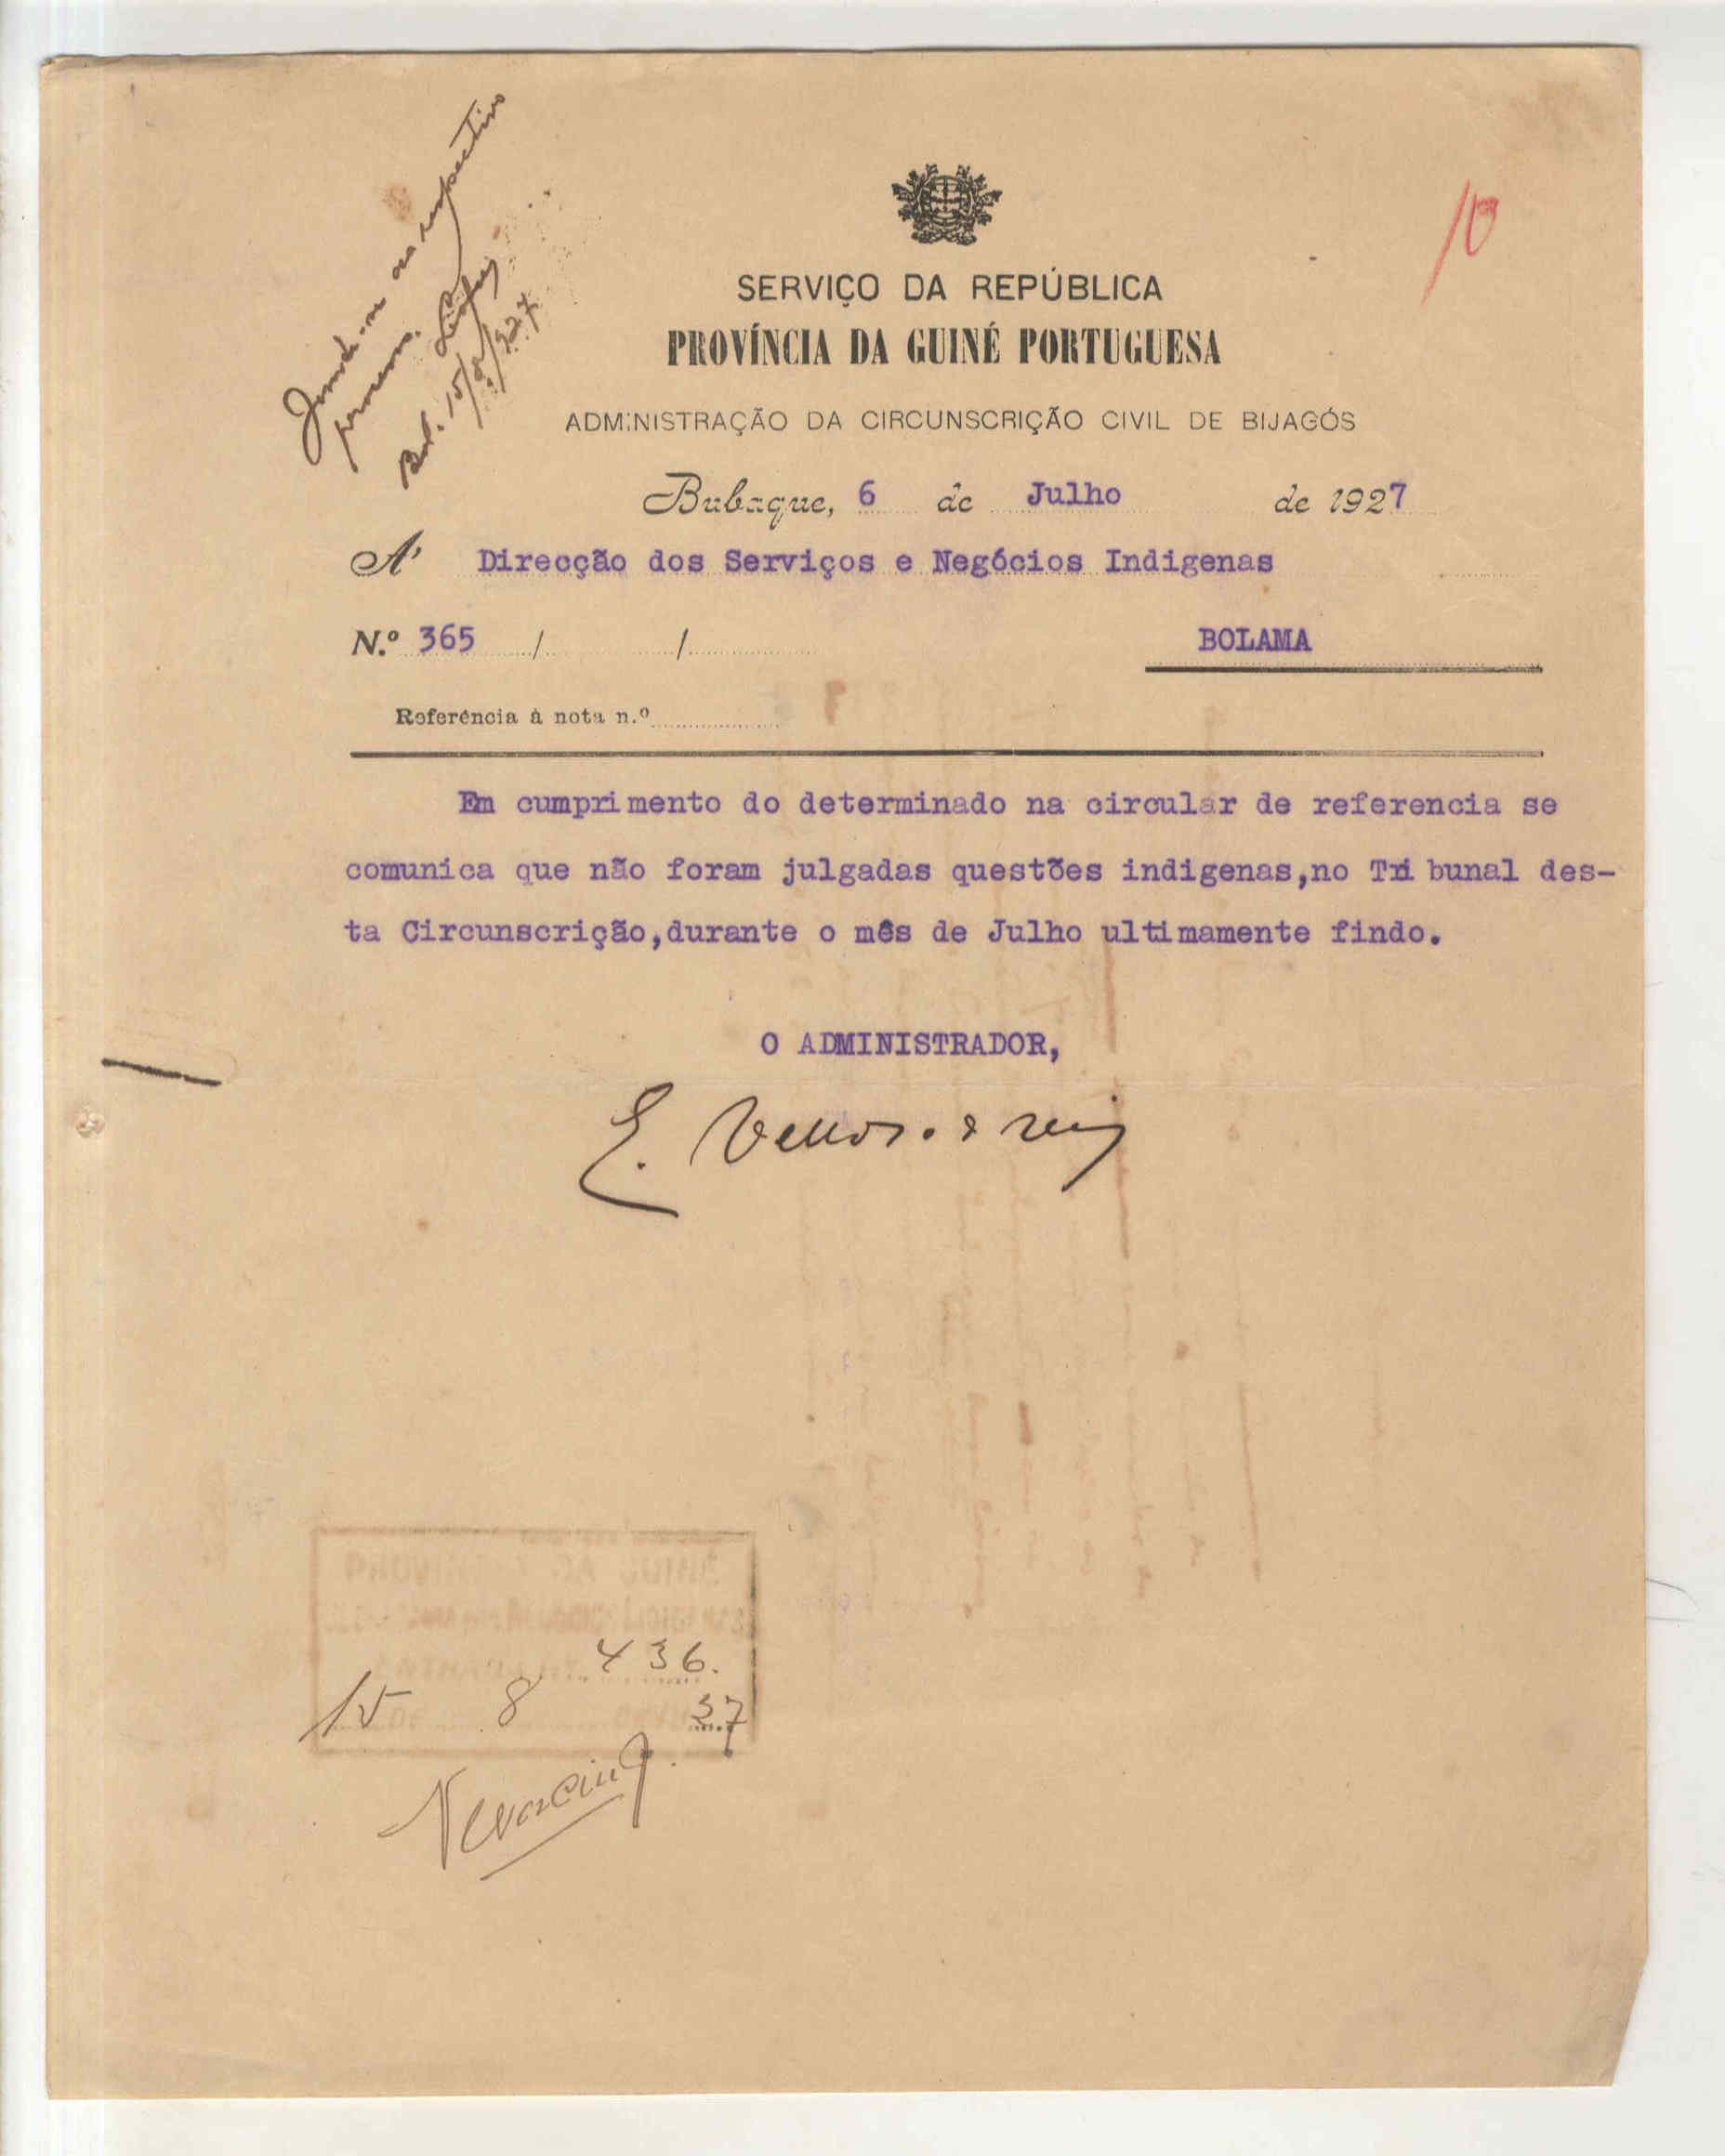 10
SERVIÇO DA REPÚBLICA
PROVÍNCIA DA GUINÉ PORTUGUESA
ADMINISTRAÇÃO DA CIRCUNSCRIÇÃO CIVIL DE BIJAGÓS
Bubaque, 6 de Julho de 1927
Á Direcção dos Serviços e Negócios Indigenas
N.º 365 / /
BOLAMA
Referência à nota n.º
Em cumprimento do determinado na circular de referencia se
comunica que não foram julgadas questões indigenas,no Tribunal des-
ta Circunscrição,durante o mês de Julho ultimamente findo.
O ADMINISTRADOR,
E.
PROVINCIA DA GUINÉ
436.
15 DE 8 37